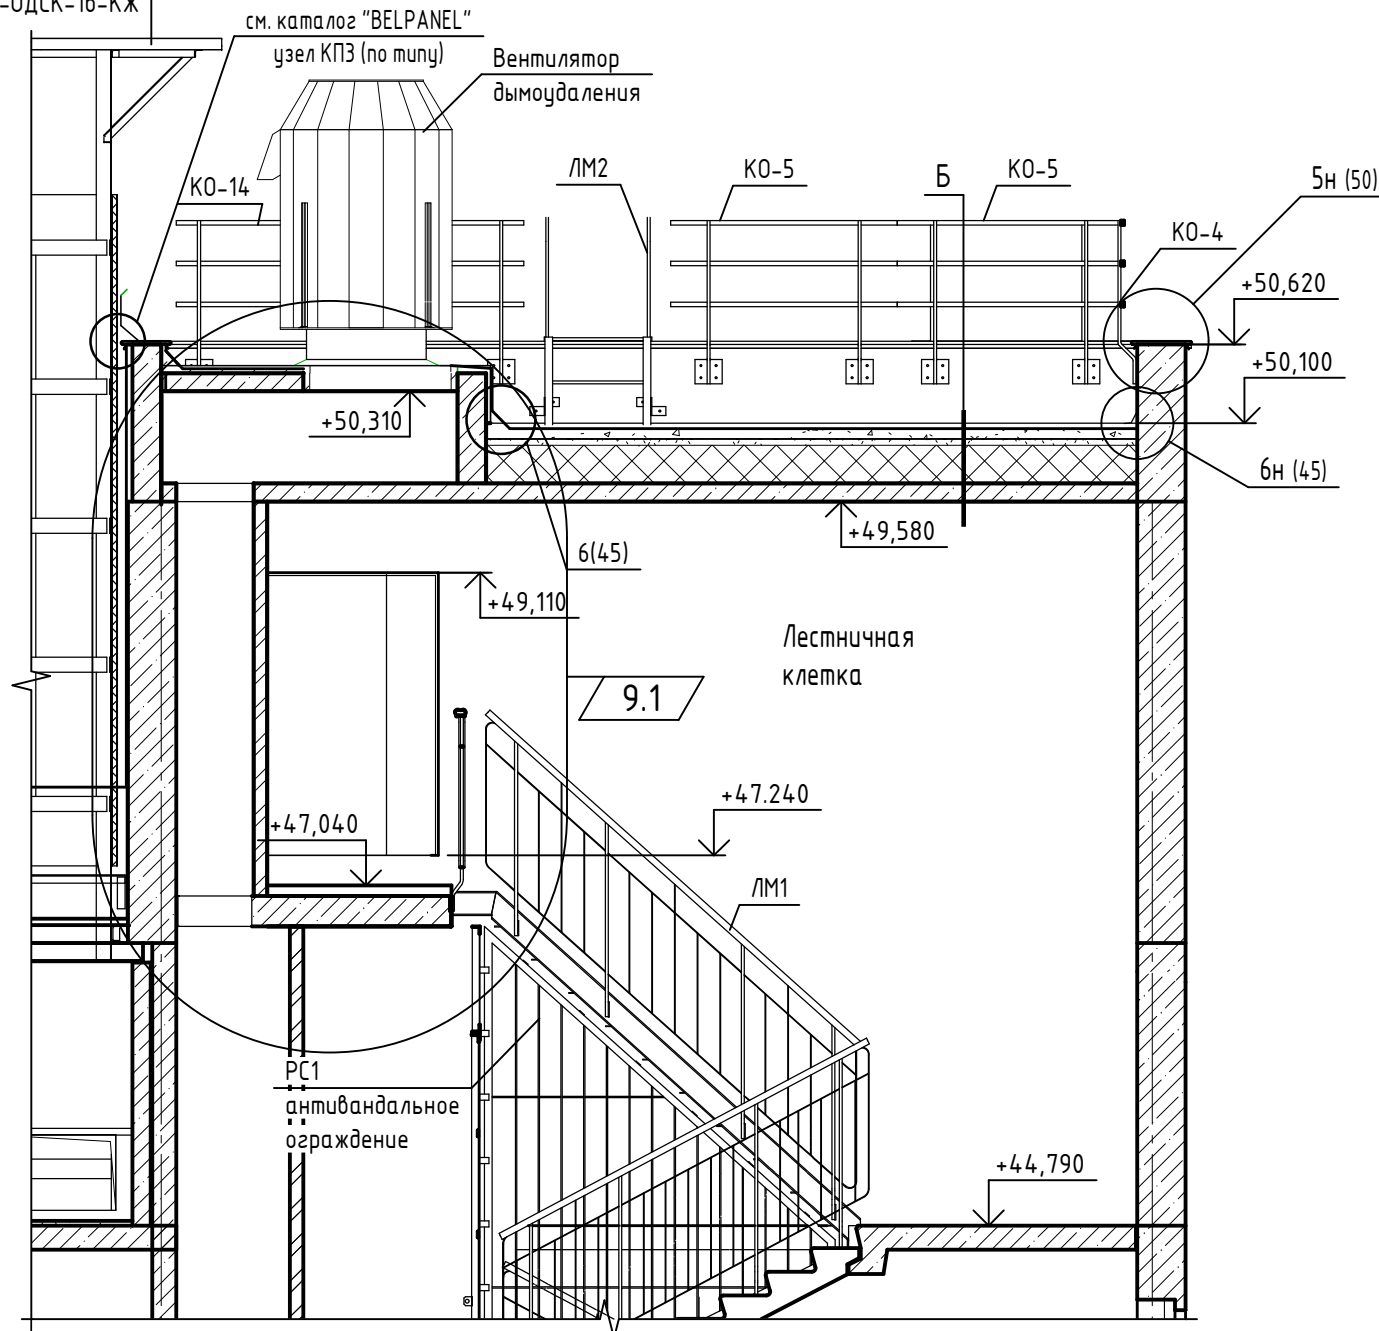 -ОДСК-16-КЖ
см. каталог "BELPANEL"
узел КП3 (по типу)
Вентилятор
дымоудаления
КО-14
ЛМ2
КО-5
Б
КО-5
5н (50)
КО-4
+50,620
+50,100
+50,310
6н (45)
+49,580
6(45)
+49,110
Лестничная
клетка
9.1
+47.240
+47,040
ЛМ1
РС1
антивандальное
ограждение
+44,790